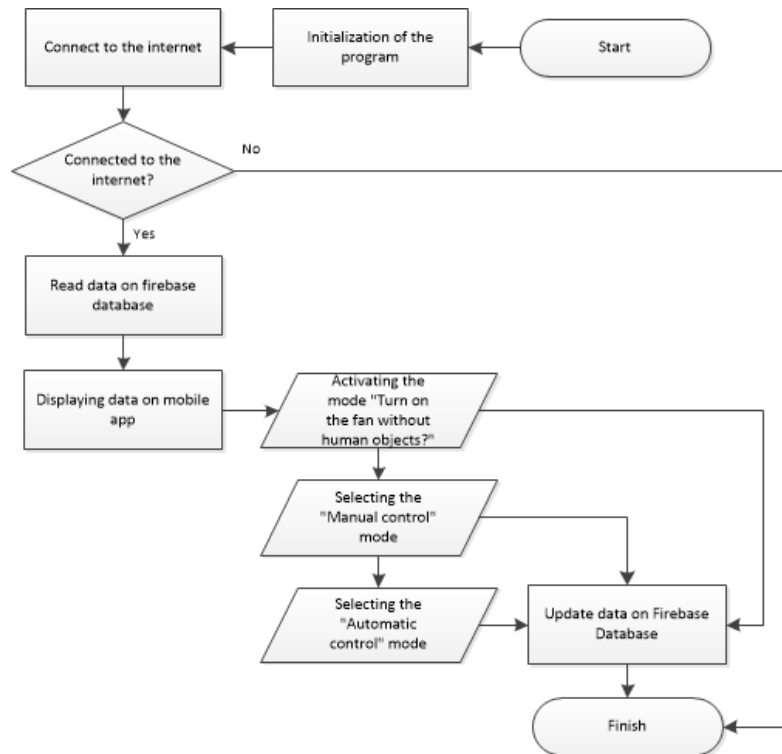 Connect to the internet
Initialization of the
program
Start
Connected to the
internet?
No
Yes
Read data on firebase
database
Displaying data on mobile
app
Activating the
mode "Turn on
the fan without
human objects?"
Selecting the
"Manual control"
mode
Selecting the
"Automatic
control" mode
Update data on Firebase
Database
Finish